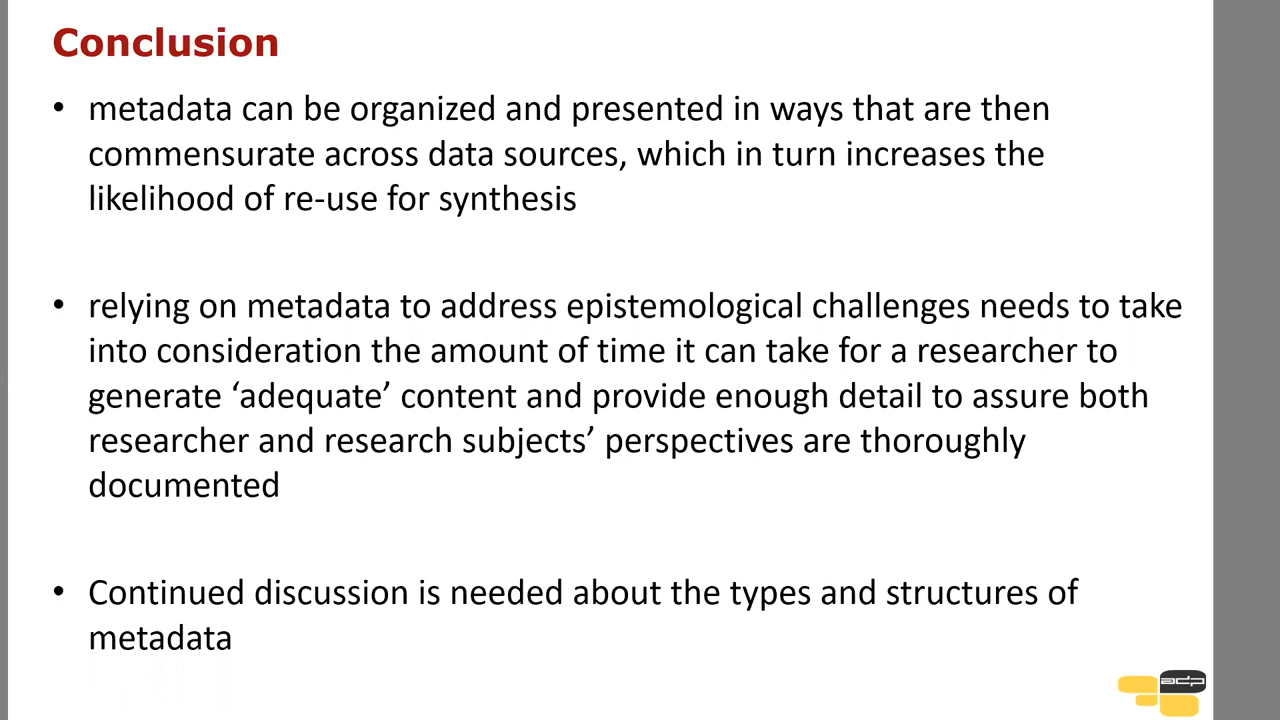 Conclusion
• metadata can be organized and presented in ways that are then
commensurate across data sources, which in turn increases the
likelihood of re-use for synthesis
• relying on metadata to address epistemological challenges needs to take
into consideration the amount of time it can take for a researcher to
generate ‘adequate’ content and provide enough detail to assure both
researcher and research subjects’ perspectives are thoroughly
documented
• Continued discussion is needed about the types and structures of
metadata
adp